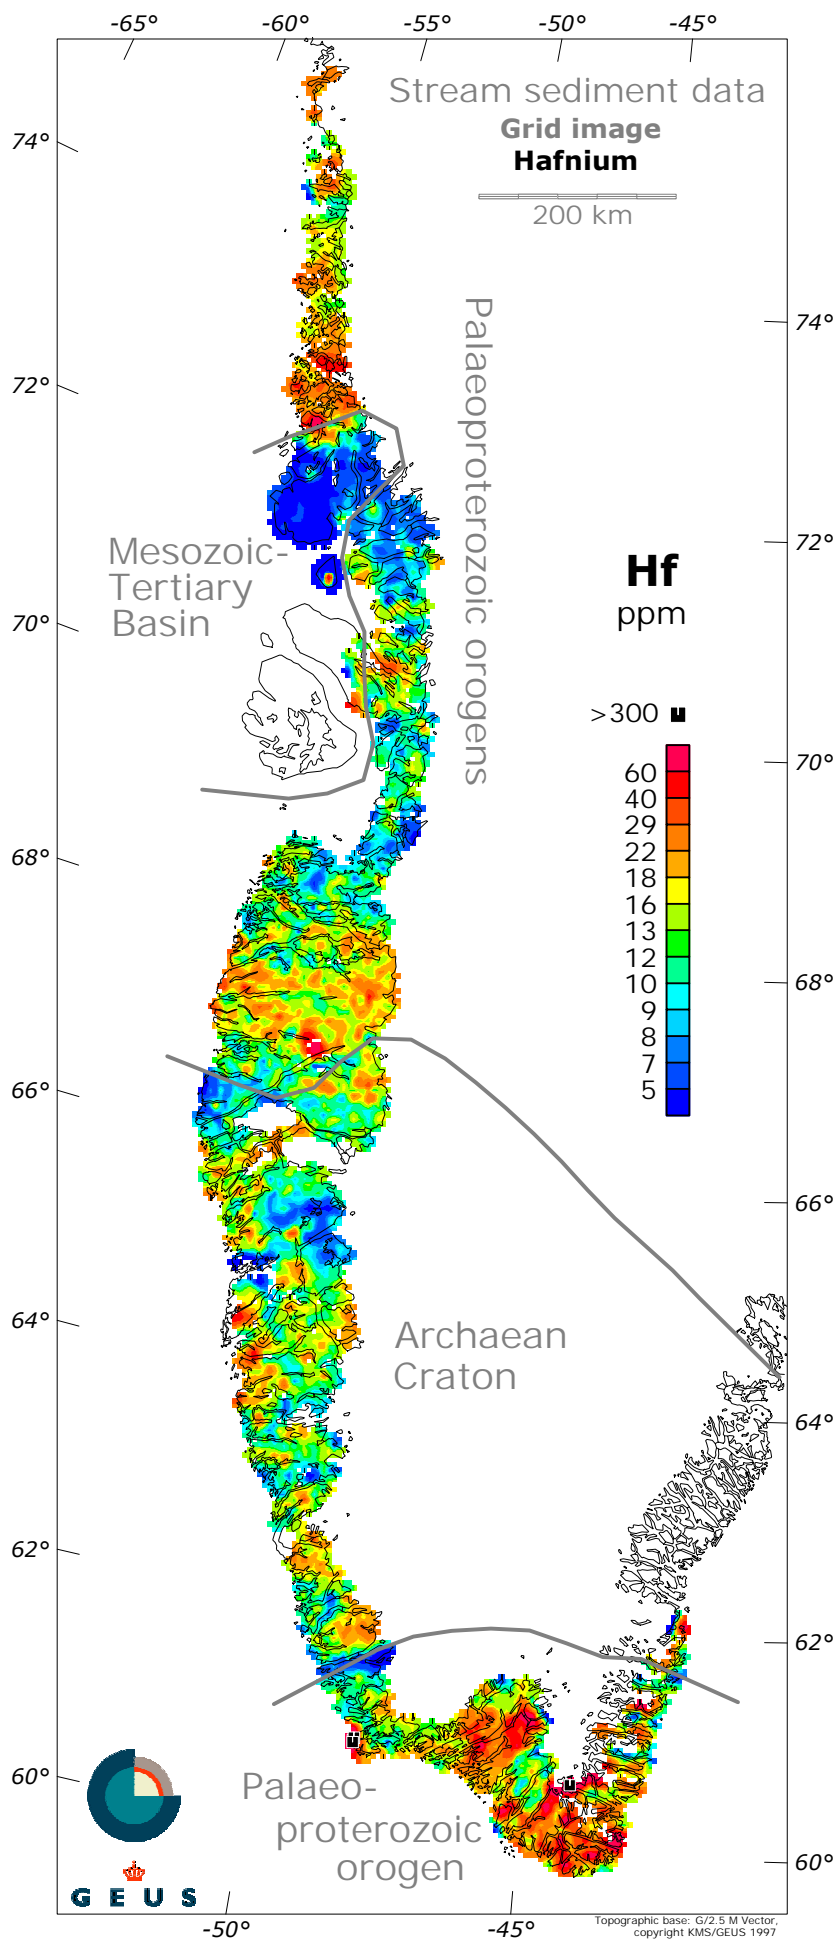 -65° -60° -55° -50° -45°
Stream sediment data
Grid image
Hafnium
200 km
74°
74°
72°
72°
70°
70°
68°
68°
66°
66°
64°
64°
62°
62°
60°
60°
Palaeoproterozoic orogens
Mesozoic-
Tertiary
Basin
Hf
ppm
>300
60
40
29
22
18
16
13
12
10
9
8
7
5
Archaean
Craton
Palaeo-
proterozoic
orogen
GEUS
Topographic base: G/2.5 M Vector,
copyright KMS/GEUS 1997
-50° -45°